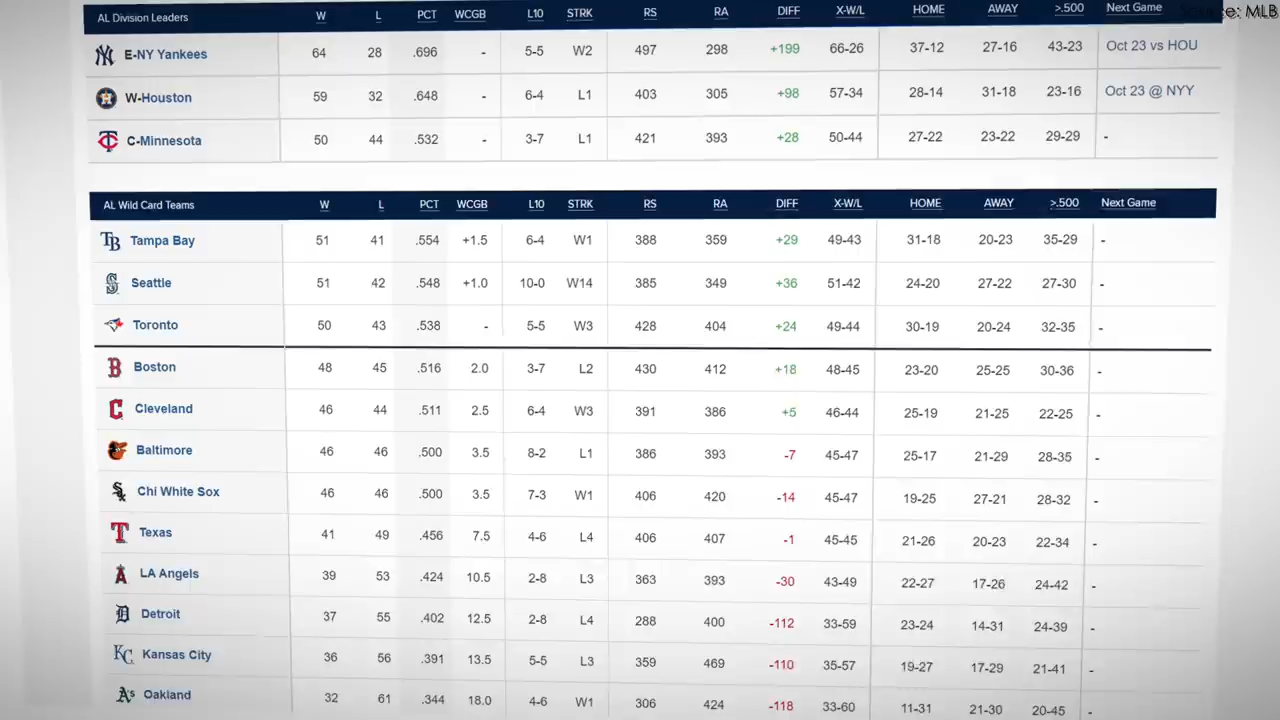 Source: MLB
AL Division Leaders W L PCT WCGB L10 STRK RS RA DIFF X-W/L HOME AWAY >.500 Next Game
E-NY Yankees 64 28 .696 - 5-5 W2 497 298 +199 66-26 37-12 27-16 43-23 Oct 23 vs HOU
W-Houston 59 32 .648 - 6-4 L1 403 305 +98 57-34 28-14 31-18 23-16 Oct 23 @ NYY
C-Minnesota 50 44 .532 - 3-7 L1 421 393 +28 50-44 27-22 23-22 29-29 -
AL Wild Card Teams W L PCT WCGB L10 STRK RS RA DIFF X-W/L HOME AWAY >.500 Next Game
Tampa Bay 51 41 .554 +1.5 6-4 W1 388 359 +29 49-43 31-18 20-23 35-29 -
Seattle 51 42 .548 +1.0 10-0 W14 385 349 +36 51-42 24-20 27-22 27-30 -
Toronto 50 43 .538 - 5-5 W3 428 404 +24 49-44 30-19 20-24 32-35 -
Boston 48 45 .516 2.0 3-7 L2 430 412 +18 48-45 23-20 25-25 30-36 -
Cleveland 46 44 .511 2.5 6-4 W3 391 386 +5 46-44 25-19 21-25 22-25 -
Baltimore 46 46 .500 3.5 8-2 L1 386 393 -7 45-47 25-17 21-29 28-35 -
Chi White Sox 46 46 .500 3.5 7-3 W1 406 420 -14 45-47 19-25 27-21 28-32 -
Texas 41 49 .456 7.5 4-6 L4 406 407 -1 45-45 21-26 20-23 22-34 -
LA Angels 39 53 .424 10.5 2-8 L3 363 393 -30 43-49 22-27 17-26 24-42 -
Detroit 37 55 .402 12.5 2-8 L4 288 400 -112 33-59 23-24 14-31 24-39 -
Kansas City 36 56 .391 13.5 5-5 L3 359 469 -110 35-57 19-27 17-29 21-41 -
Oakland 32 61 .344 18.0 4-6 W1 306 424 -118 33-60 11-31 21-30 20-45 -